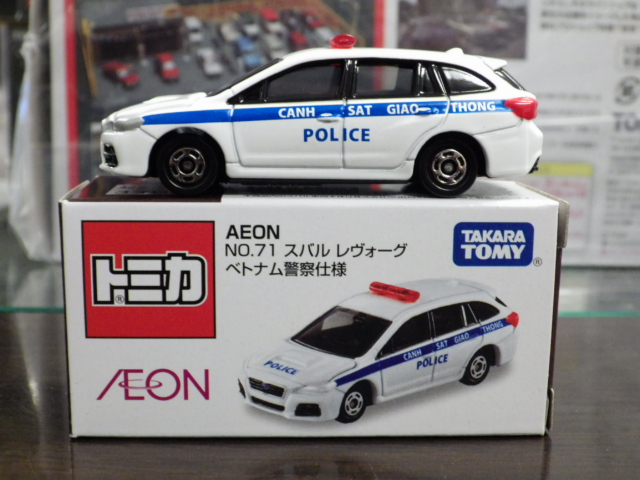 CANH SAT GIAO THONG
POLICE
AEON
NO.71 スバル レヴォーグ
ベトナム警察仕様
TAKARA
TOMY
®
トミカ
®
AEON
CANH SAT GIAO THONG
POLICE
POLICE